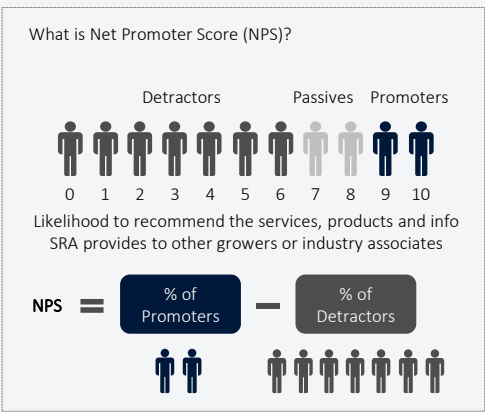 What is Net Promoter Score (NPS)?
Detractors Passives Promoters
0 1 2 3 4 5 6 7 8 9 10
Likelihood to recommend the services, products and info
SRA provides to other growers or industry associates
NPS = % of Promoters — % of Detractors